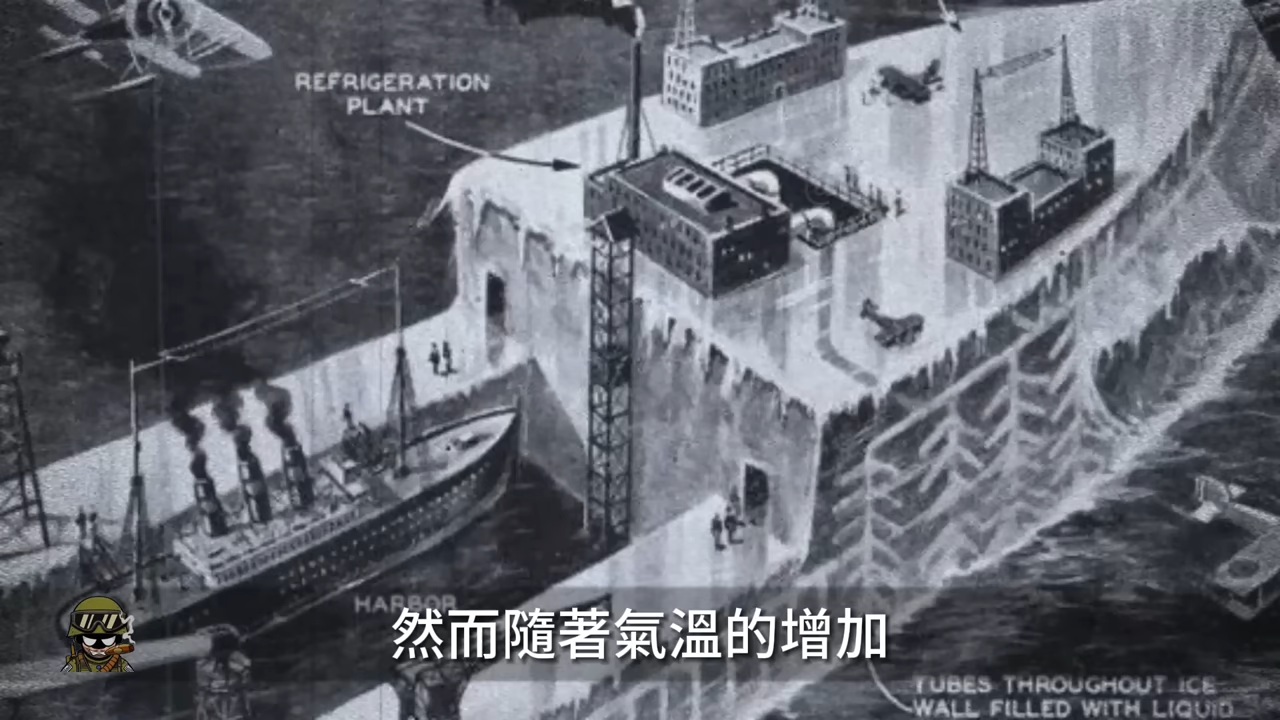 REFRIGERATION
PLANT
HARBOR
然而隨著氣溫的增加
TUBES THROUGHOUT ICE
WALL FILLED WITH LIQUID